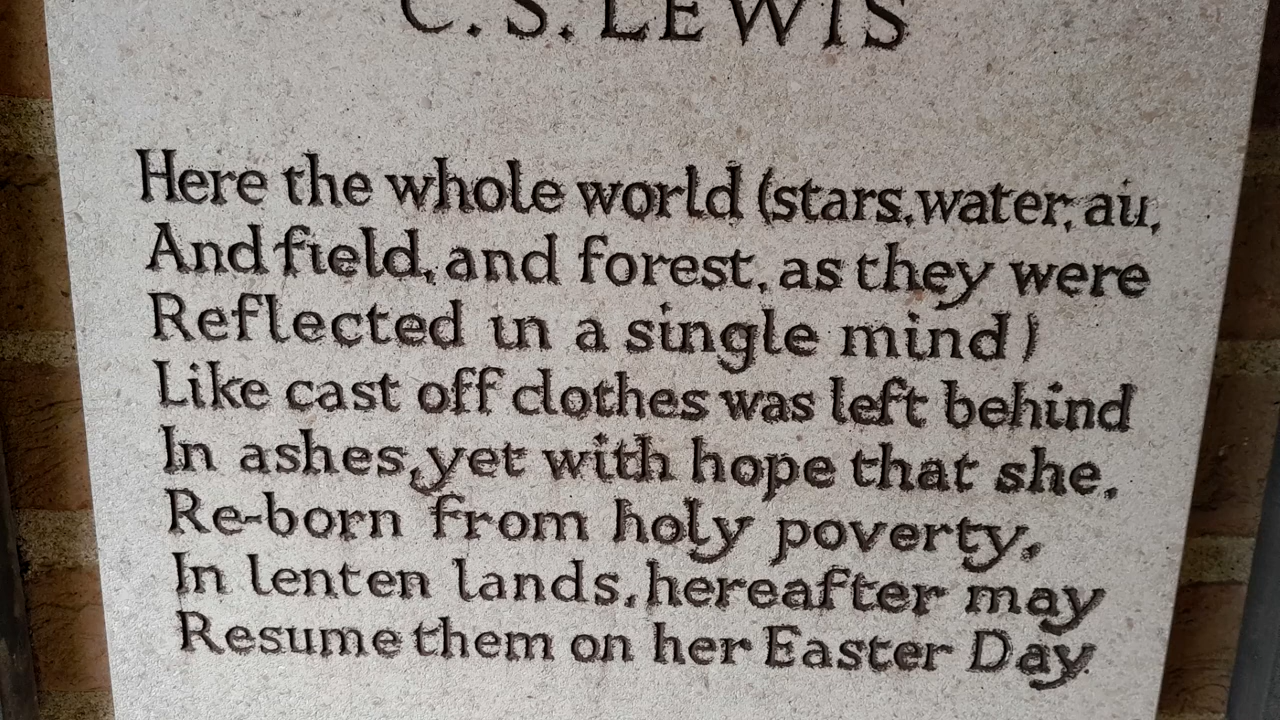 C.S.LEWIS
Here the whole world (stars, water, air,
And field, and forest, as they were
Reflected in a single mind)
Like cast off clothes was left behind
In ashes, yet with hope that she,
Re-born from holy poverty,
In lenten lands, hereafter may
Resume them on her Easter Day